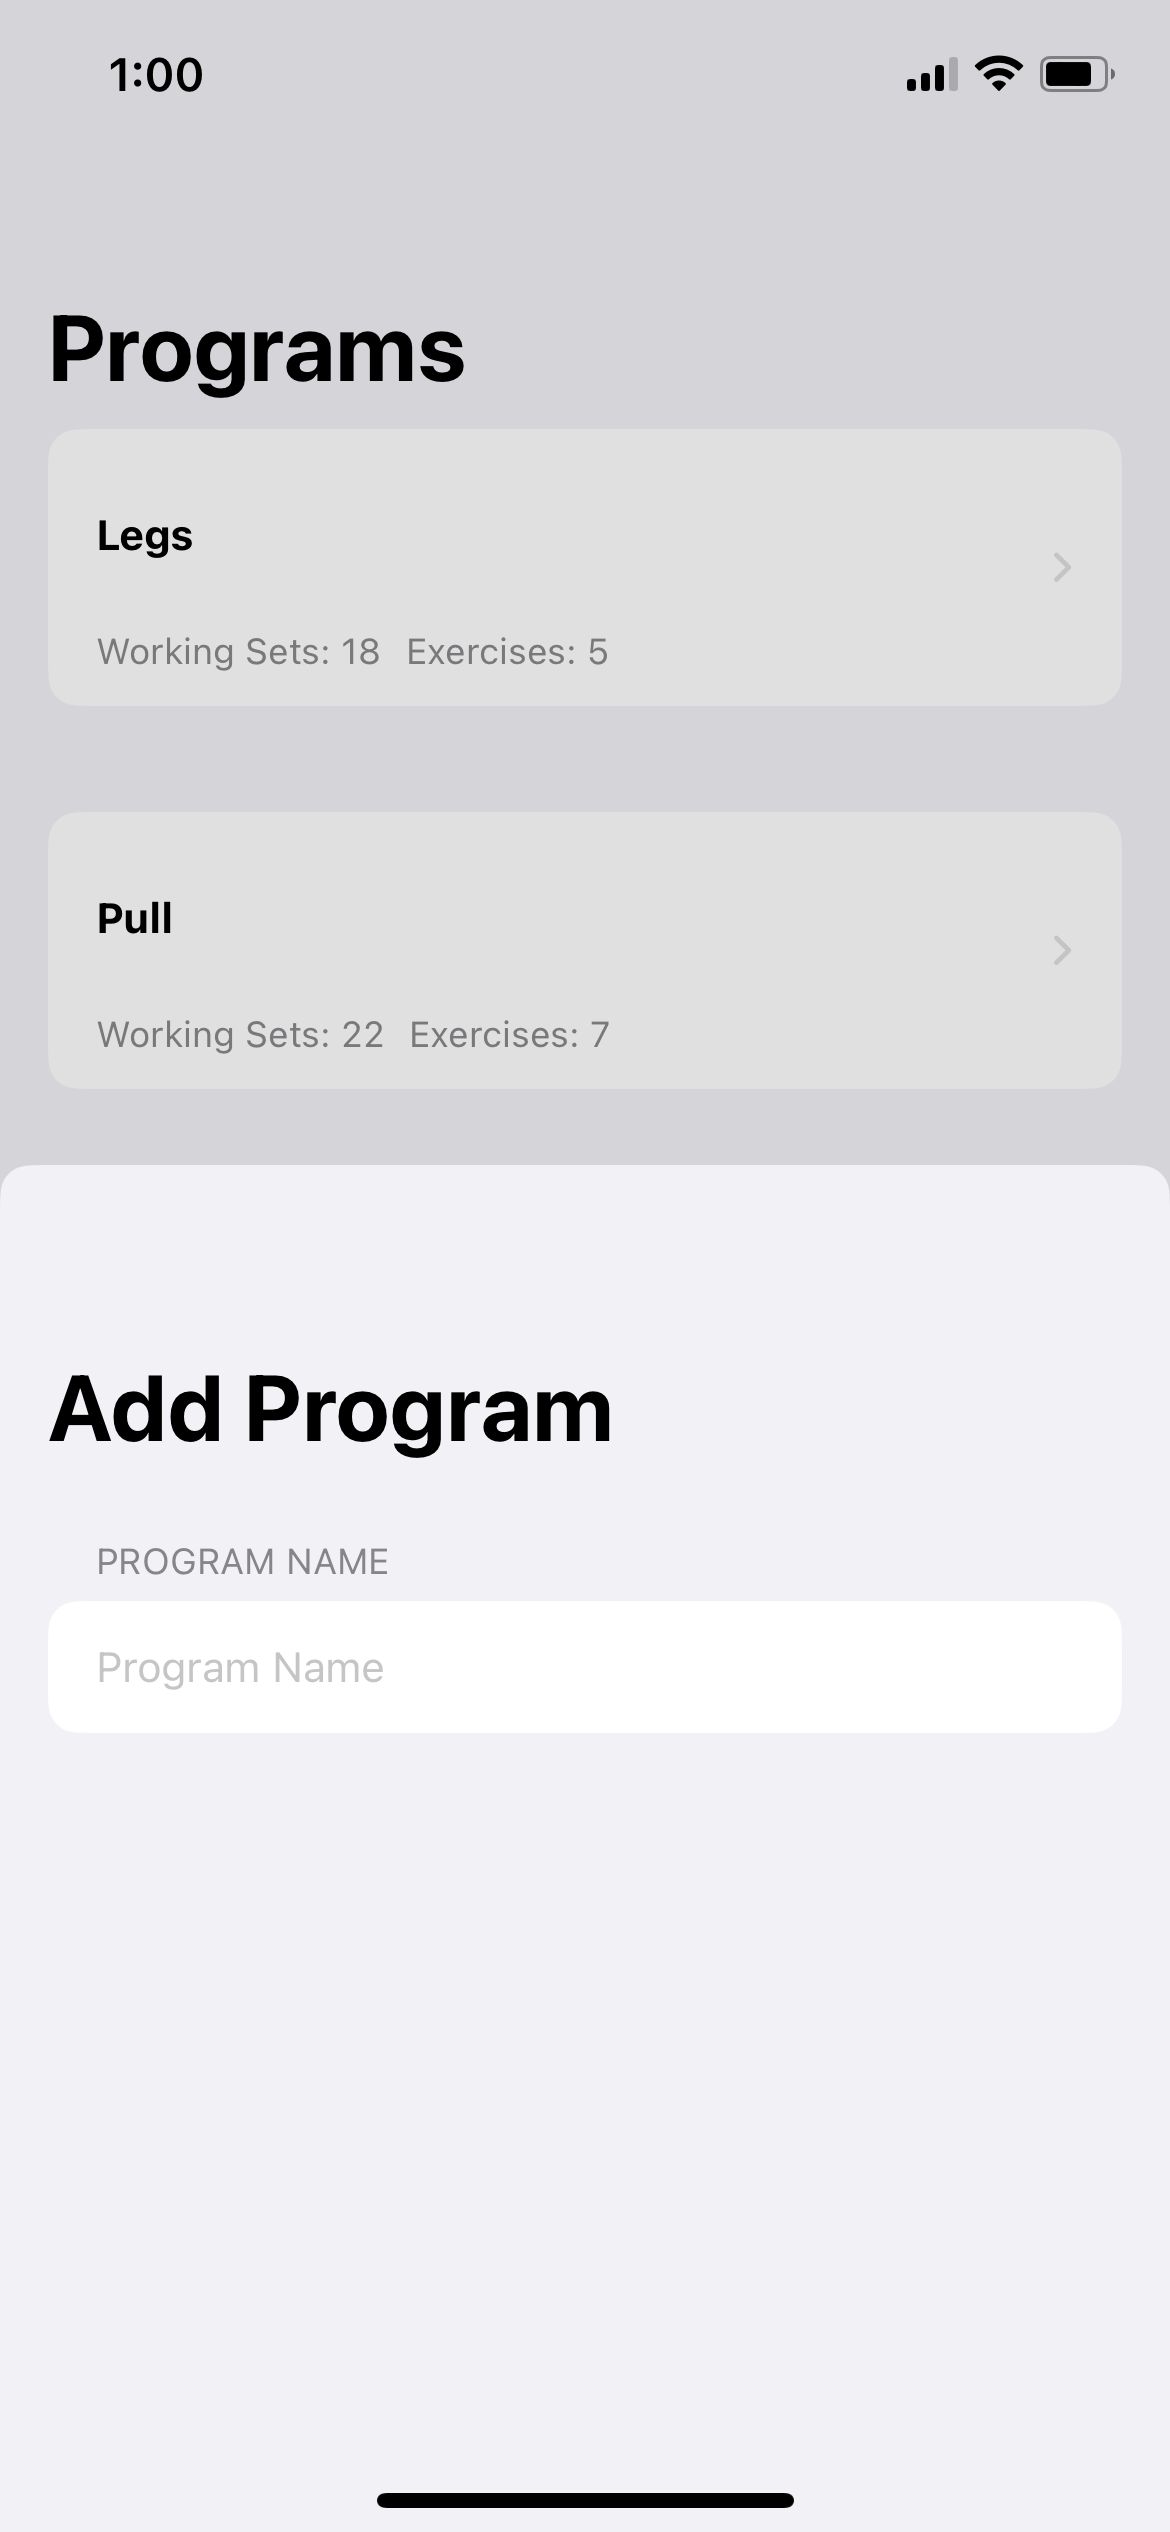 1:00
Programs
Legs
Working Sets: 18 Exercises: 5
Pull
Working Sets: 22 Exercises: 7
Add Program
PROGRAM NAME
Program Name